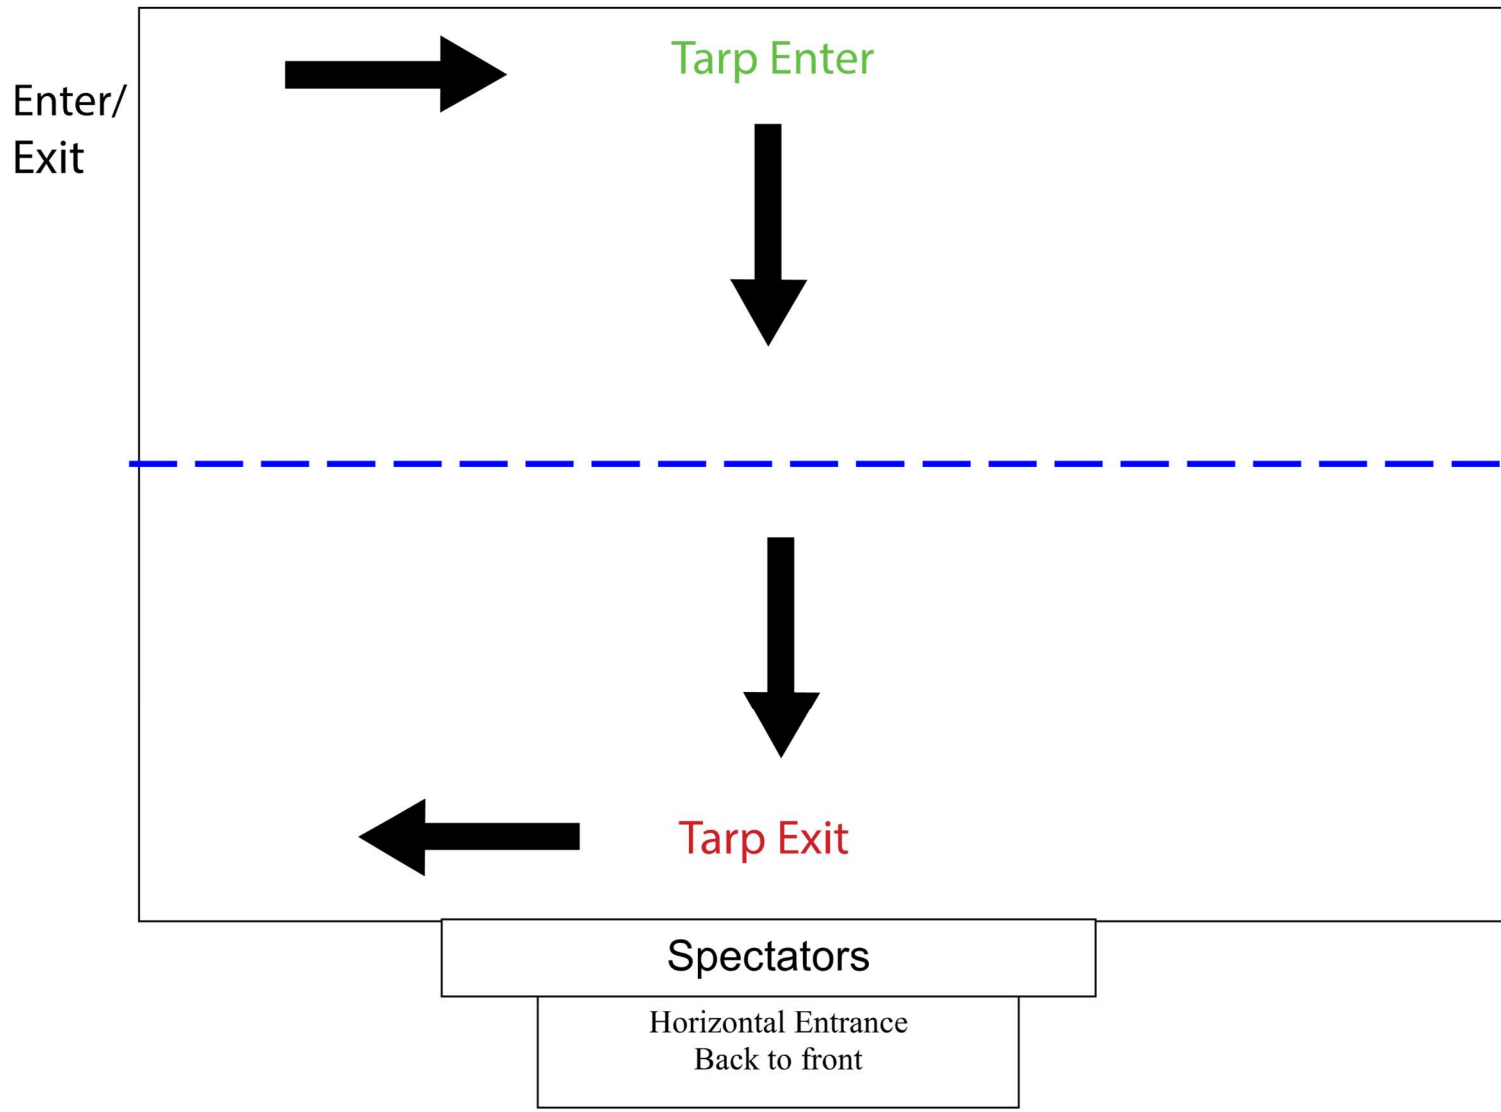 Tarp Enter
Enter/
Exit
Tarp Exit
Spectators
Horizontal Entrance
Back to front